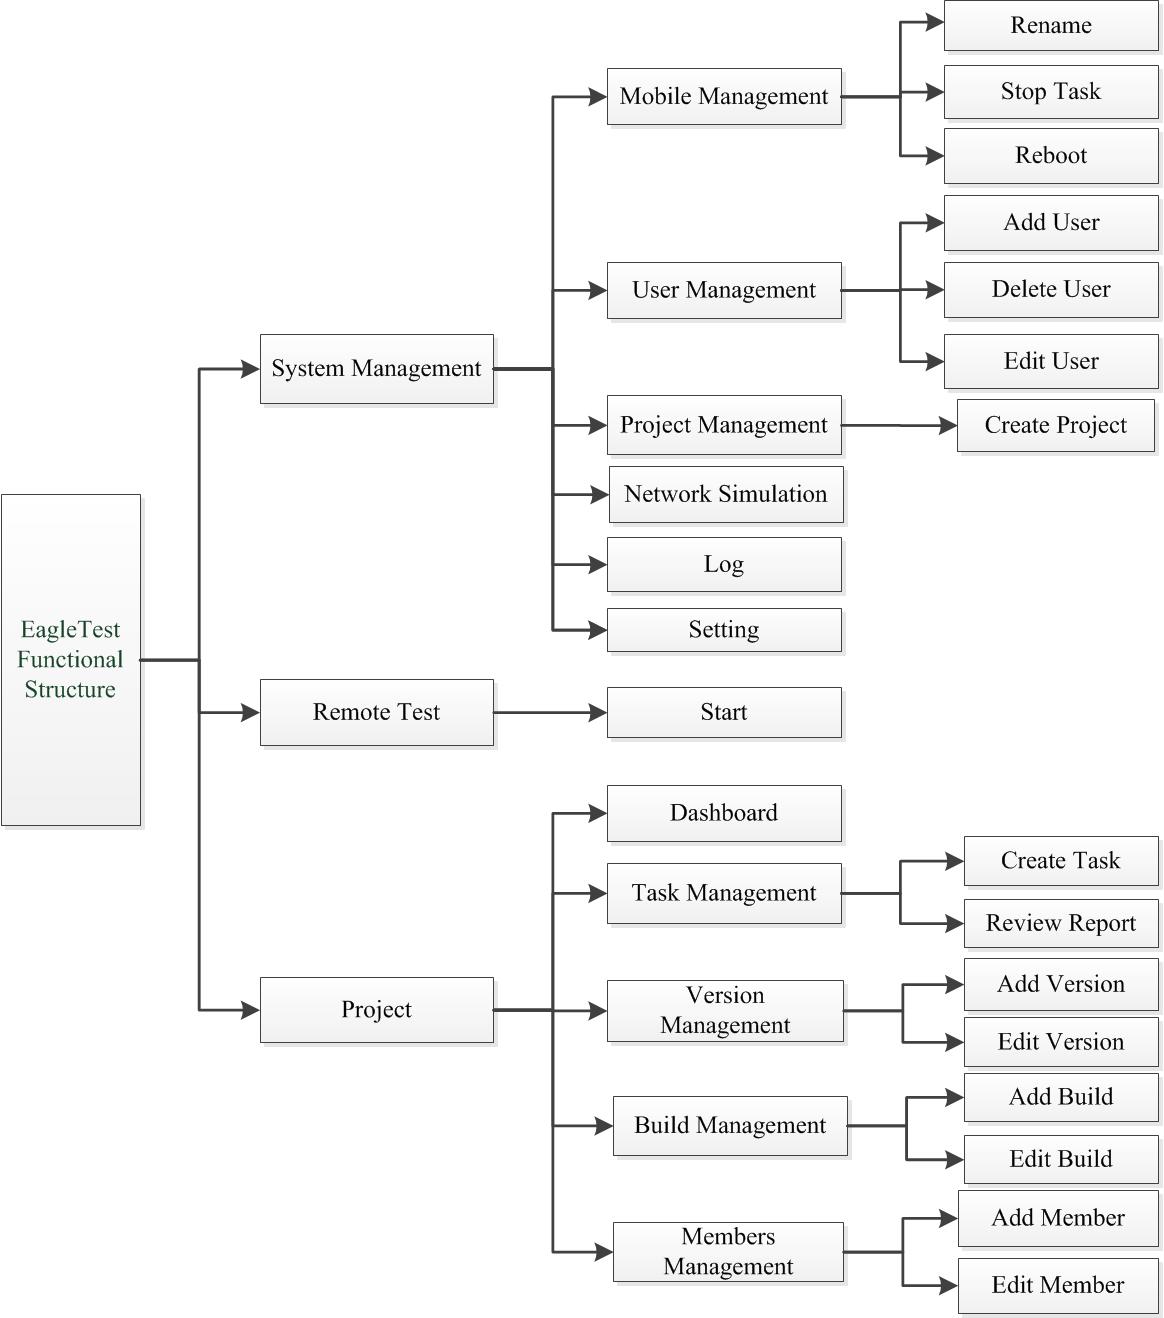 EagleTest
Functional
Structure
System Management
Mobile Management
Rename
Stop Task
Reboot
User Management
Add User
Delete User
Edit User
Project Management
Create Project
Network Simulation
Log
Setting
Remote Test
Start
Project
Dashboard
Task Management
Create Task
Review Report
Version
Management
Add Version
Edit Version
Build Management
Add Build
Edit Build
Members
Management
Add Member
Edit Member